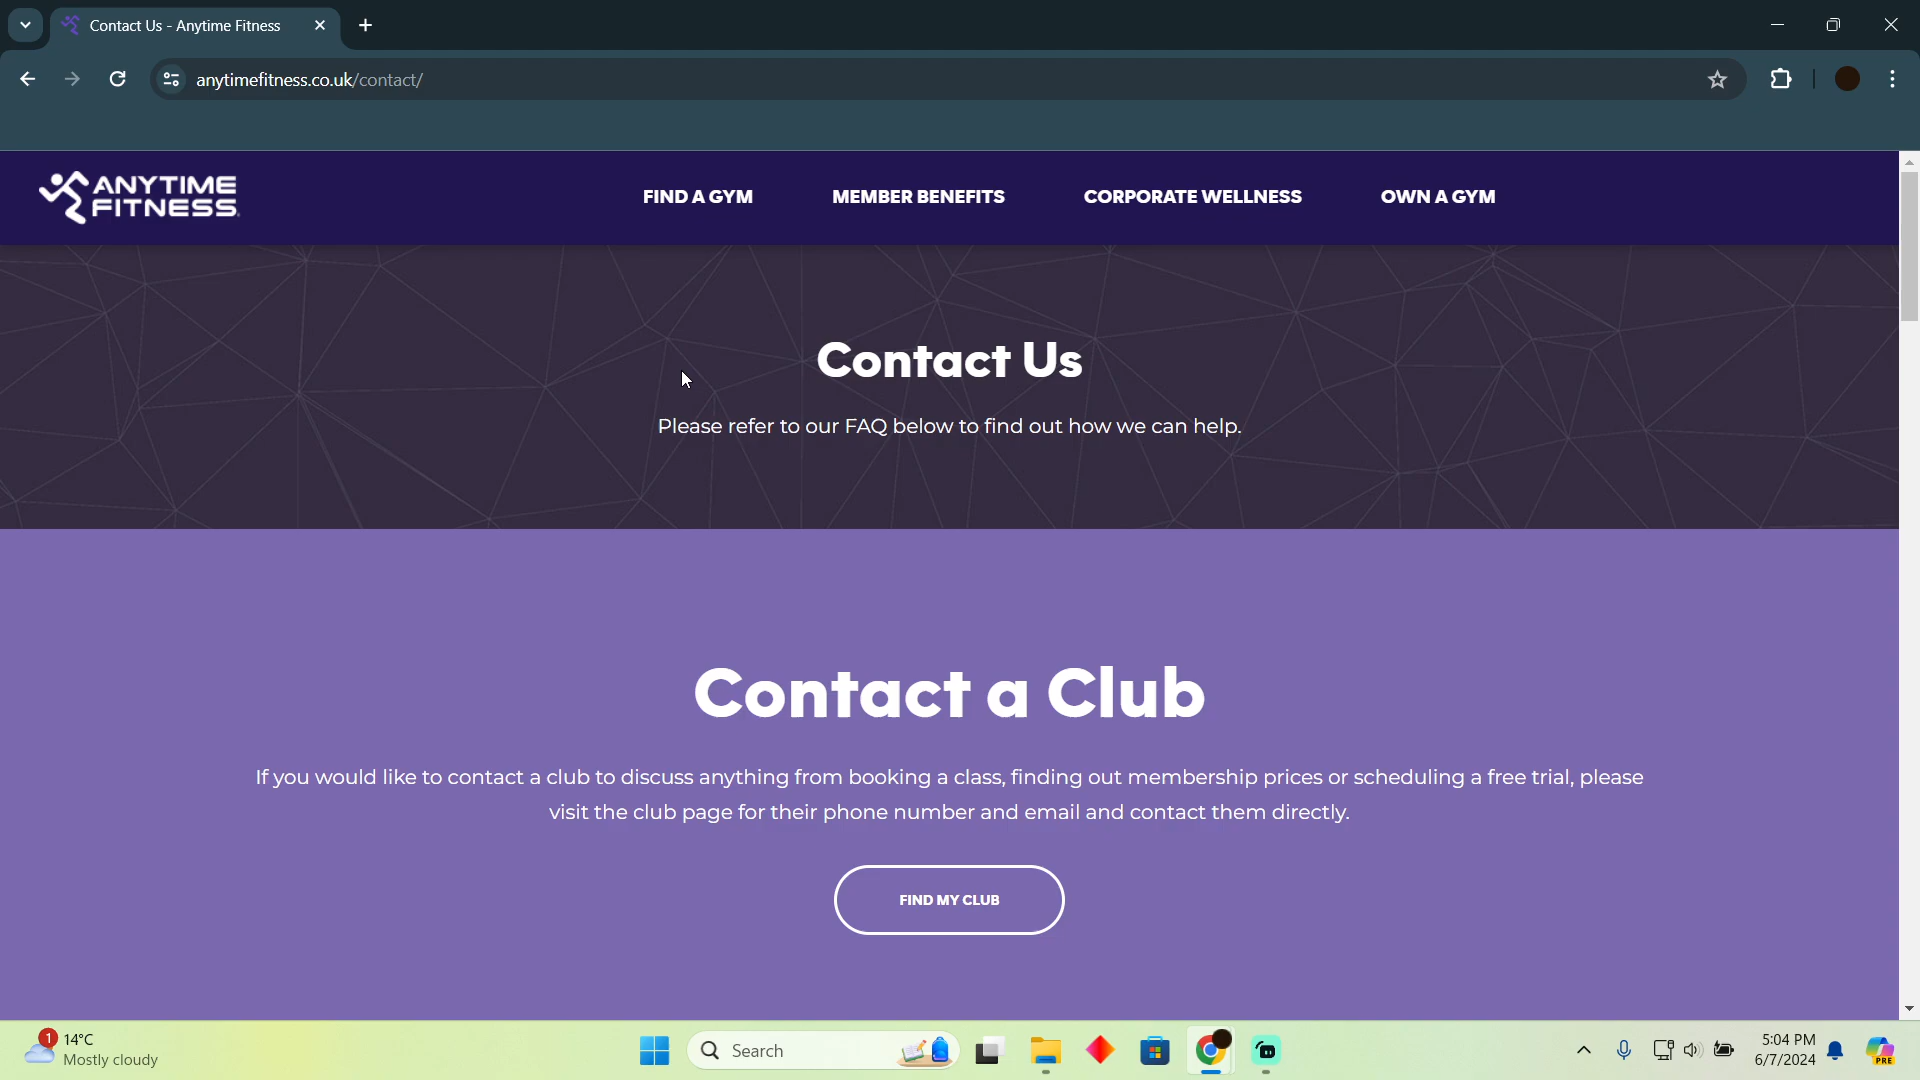 Contact Us - Anytime Fitness
anytimefitness.co.uk/contact/
ANYTIME
FITNESS
FIND A GYM
MEMBER BENEFITS
CORPORATE WELLNESS
OWN A GYM
Contact Us
Please refer to our FAQ below to find out how we can help.
Contact a Club
If you would like to contact a club to discuss anything from booking a class, finding out membership prices or scheduling a free trial, please
visit the club page for their phone number and email and contact them directly.
FIND MY CLUB
1
14°C
Mostly cloudy
Search
5:04 PM
6/7/2024
PRE